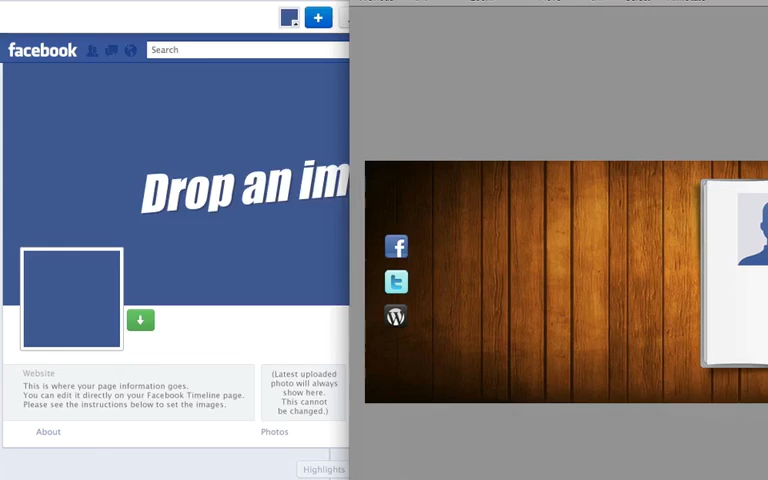 facebook
Search
Drop an im
Website
This is where your page information goes.
You can edit it directly on your Facebook Timeline page.
Please see the instructions below to set the images.
(Latest uploaded
photo will always
show here.
This cannot
be changed.)
About
Photos
Highlights